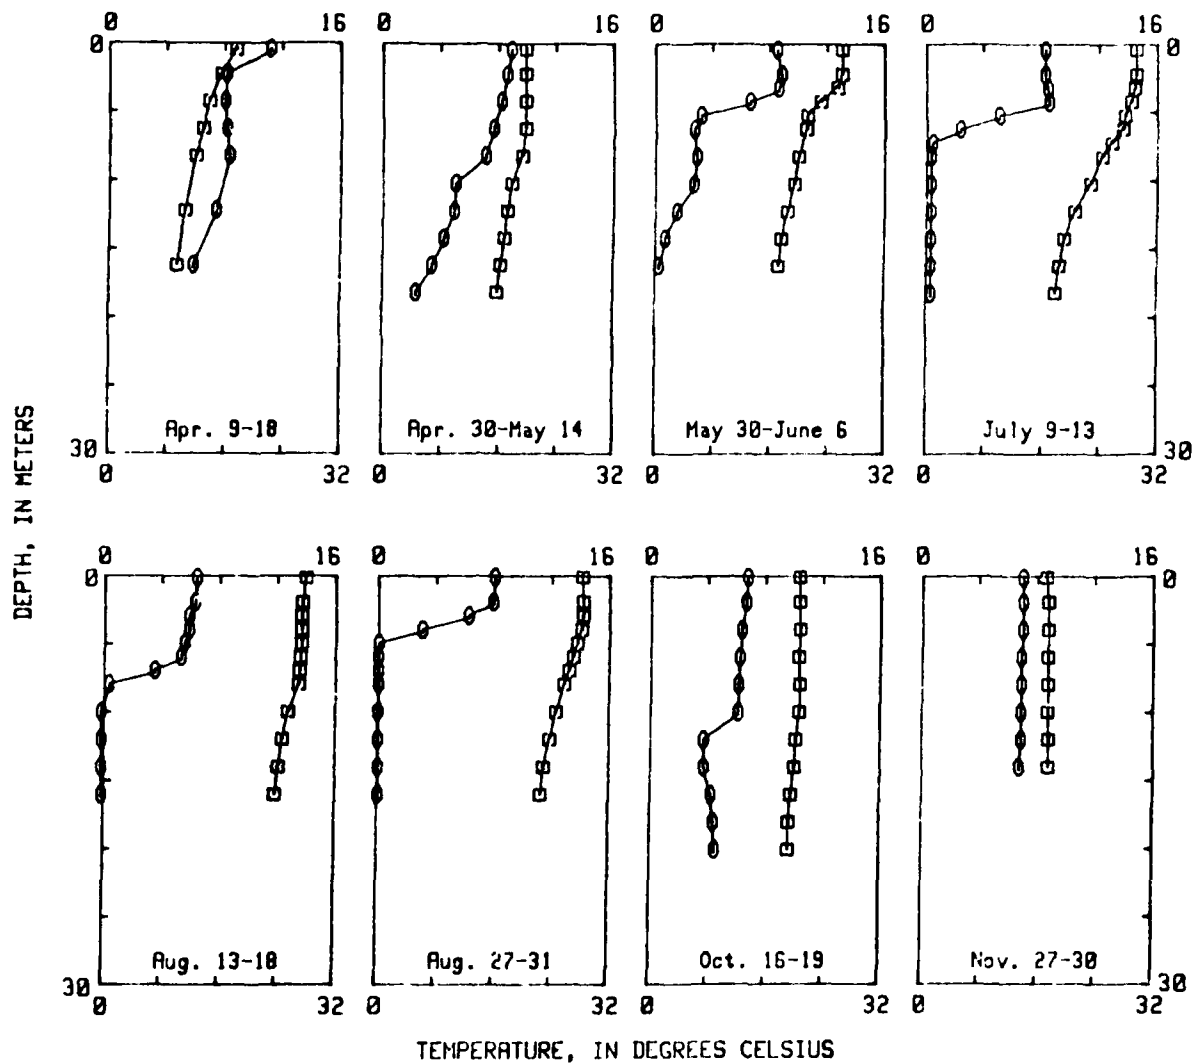 0 16 0 16 0 16 0 16
0 0
DEPTH, IN METERS
Apr. 9-18 Apr. 30-May 14 May 30-June 6 July 9-13
30 30
0 32 0 32 0 32 0 32
0 16 0 16 0 16 0 16
0 0
Aug. 13-18 Aug. 27-31 Oct. 16-19 Nov. 27-30
30 30
0 32 0 32 0 32 0 32
TEMPERATURE, IN DEGREES CELSIUS